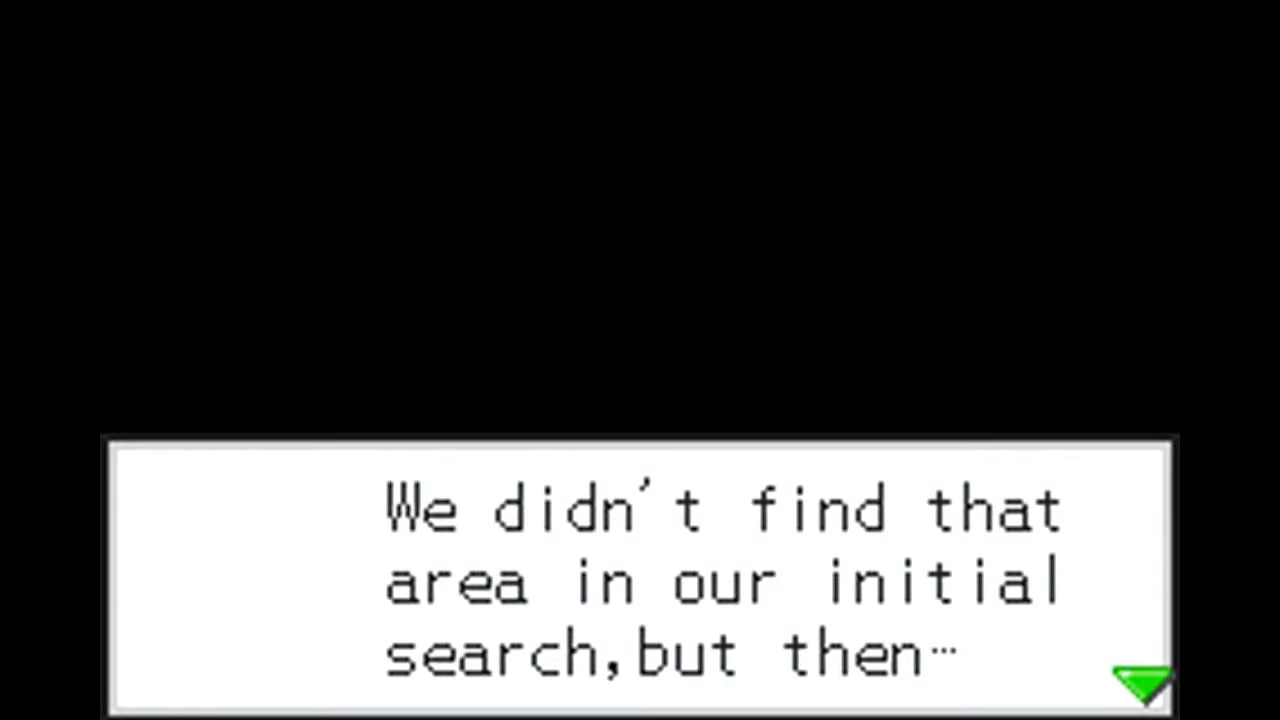 We didn't find that
area in our initial
search,but then…